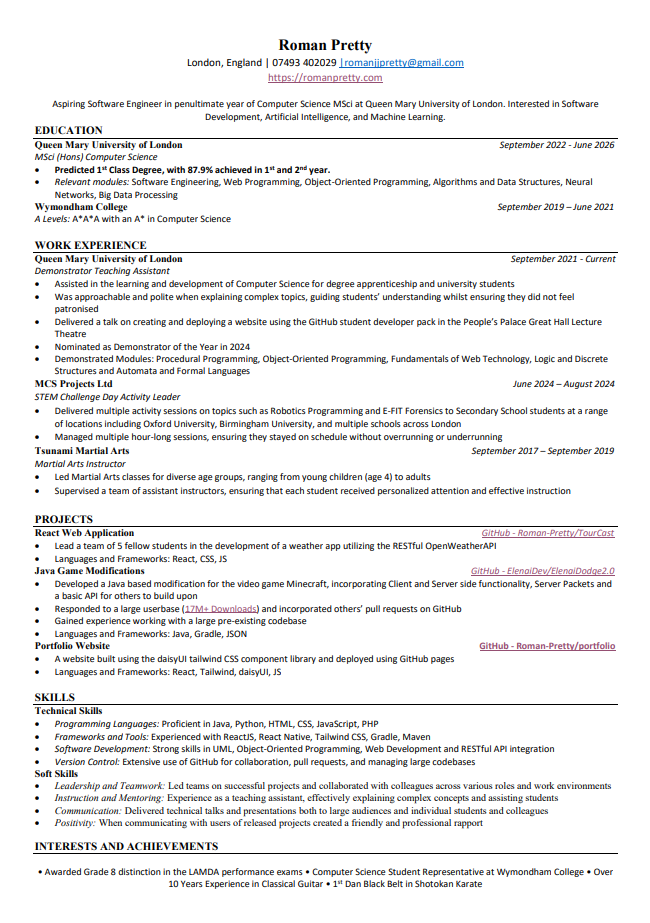 Roman Pretty
London, England | 07493 402029 |romanjjpretty@gmail.com
https://romanpretty.com
Aspiring Software Engineer in penultimate year of Computer Science MSci at Queen Mary University of London. Interested in Software
Development, Artificial Intelligence, and Machine Learning.
EDUCATION
Queen Mary University of London September 2022 - June 2026
MSci (Hons) Computer Science
• Predicted 1st Class Degree, with 87.9% achieved in 1st and 2nd year.
• Relevant modules: Software Engineering, Web Programming, Object-Oriented Programming, Algorithms and Data Structures, Neural
Networks, Big Data Processing
Wymondham College September 2019 – June 2021
A Levels: A*A*A with an A* in Computer Science
WORK EXPERIENCE
Queen Mary University of London September 2021 - Current
Demonstrator Teaching Assistant
• Assisted in the learning and development of Computer Science for degree apprenticeship and university students
• Was approachable and polite when explaining complex topics, guiding students' understanding whilst ensuring they did not feel
patronised
• Delivered a talk on creating and deploying a website using the GitHub student developer pack in the People's Palace Great Hall Lecture
Theatre
• Nominated as Demonstrator of the Year in 2024
• Demonstrated Modules: Procedural Programming, Object-Oriented Programming, Fundamentals of Web Technology, Logic and Discrete
Structures and Automata and Formal Languages
MCS Projects Ltd June 2024 – August 2024
STEM Challenge Day Activity Leader
• Delivered multiple activity sessions on topics such as Robotics Programming and E-FIT Forensics to Secondary School students at a range
of locations including Oxford University, Birmingham University, and multiple schools across London
• Managed multiple hour-long sessions, ensuring they stayed on schedule without overrunning or underrunning
Tsunami Martial Arts September 2017 – September 2019
Martial Arts Instructor
• Led Martial Arts classes for diverse age groups, ranging from young children (age 4) to adults
• Supervised a team of assistant instructors, ensuring that each student received personalized attention and effective instruction
PROJECTS
React Web Application GitHub - Roman-Pretty/TourCast
• Lead a team of 5 fellow students in the development of a weather app utilizing the RESTful OpenWeatherAPI
• Languages and Frameworks: React, CSS, JS
Java Game Modifications GitHub - ElenaiDev/ElenaiDodge2.0
• Developed a Java based modification for the video game Minecraft, incorporating Client and Server side functionality, Server Packets and
a basic API for others to build upon
• Responded to a large userbase (17M+ Downloads) and incorporated others' pull requests on GitHub
• Gained experience working with a large pre-existing codebase
• Languages and Frameworks: Java, Gradle, JSON
Portfolio Website GitHub - Roman-Pretty/portfolio
• A website built using the daisyUI tailwind CSS component library and deployed using GitHub pages
• Languages and Frameworks: React, Tailwind, daisyUI, JS
SKILLS
Technical Skills
• Programming Languages: Proficient in Java, Python, HTML, CSS, JavaScript, PHP
• Frameworks and Tools: Experienced with ReactJS, React Native, Tailwind CSS, Gradle, Maven
• Software Development: Strong skills in UML, Object-Oriented Programming, Web Development and RESTful API integration
• Version Control: Extensive use of GitHub for collaboration, pull requests, and managing large codebases
Soft Skills
• Leadership and Teamwork: Led teams on successful projects and collaborated with colleagues across various roles and work environments
• Instruction and Mentoring: Experience as a teaching assistant, effectively explaining complex concepts and assisting students
• Communication: Delivered technical talks and presentations both to large audiences and individual students and colleagues
• Positivity: When communicating with users of released projects created a friendly and professional rapport
INTERESTS AND ACHIEVEMENTS
• Awarded Grade 8 distinction in the LAMDA performance exams • Computer Science Student Representative at Wymondham College • Over
10 Years Experience in Classical Guitar • 1st Dan Black Belt in Shotokan Karate